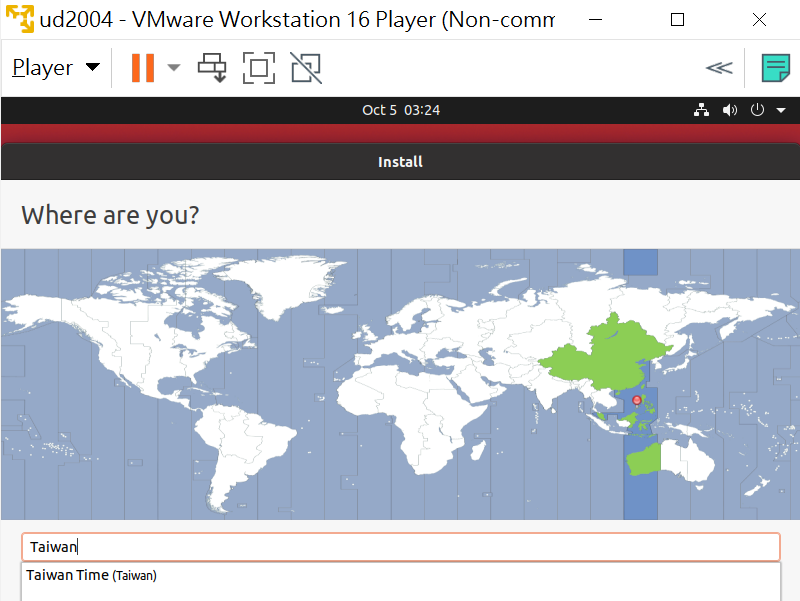 ud2004 - VMware Workstation 16 Player (Non-comm
Player
Oct 5 03:24
Install
Where are you?
Taiwan
Taiwan Time (Taiwan)